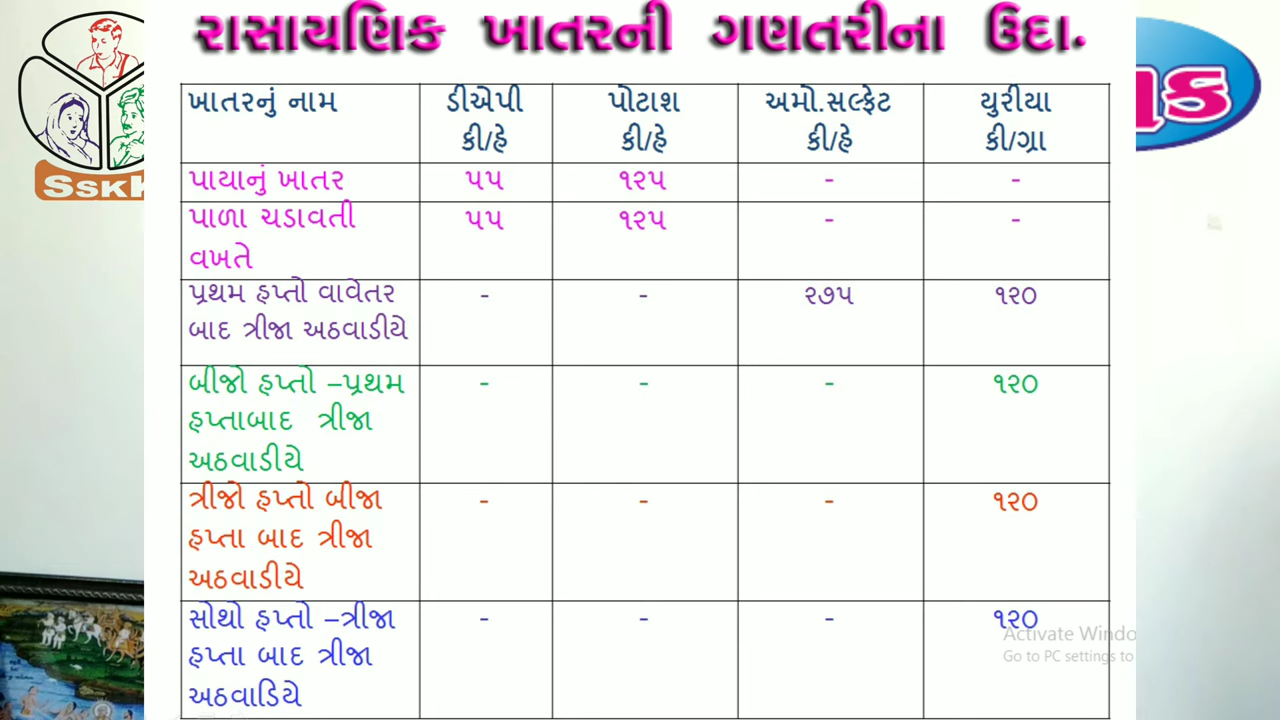 રાસાયણિક ખાતરની ગણતરીના ઉદા.
ખાતરનું નામ ડીએપી કી/હે પોટાશ કી/હે અમો.સલ્ફેટ કી/હે યુરીયા કી/ગ્રા
પાયાનું ખાતર ૫૫ ૧૨૫ - -
પાળા ચડાવતી ૫૫ ૧૨૫ - -
વખતે
પ્રથમ હપ્તો વાવેતર - - ૨૭૫ ૧૨૦
બાદ ત્રીજા અઠવાડીયે
બીજો હપ્તો –પ્રથમ - - - ૧૨૦
હપ્તાબાદ ત્રીજા
અઠવાડીયે
ત્રીજો હપ્તો બીજા - - - ૧૨૦
હપ્તા બાદ ત્રીજા
અઠવાડીયે
સોથો હપ્તો –ત્રીજા - - - ૧૨૦
હપ્તા બાદ ત્રીજા
અઠવાડિયે
Activate Windo
Go to PC settings to